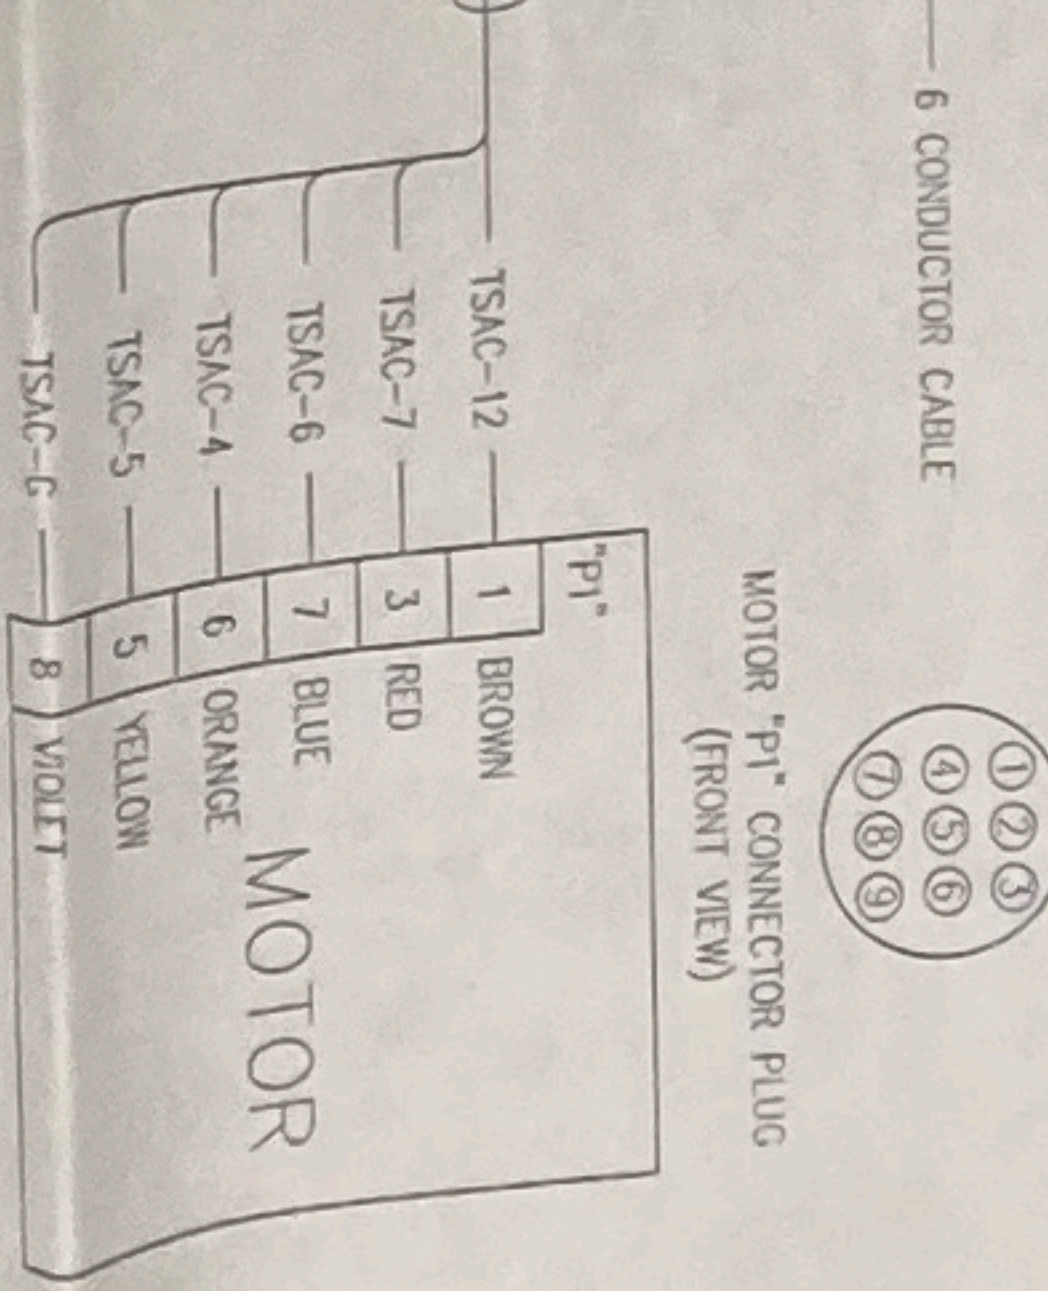 6 CONDUCTOR CABLE
1 2 3
4 5 6
7 8 9
MOTOR "P1" CONNECTOR PLUG
(FRONT VIEW)
"P1"
TSAC-12 1 BROWN
TSAC-7 3 RED
TSAC-6 7 BLUE
TSAC-4 6 ORANGE
TSAC-5 5 YELLOW
TSAC-G 8 VIOLET
MOTOR